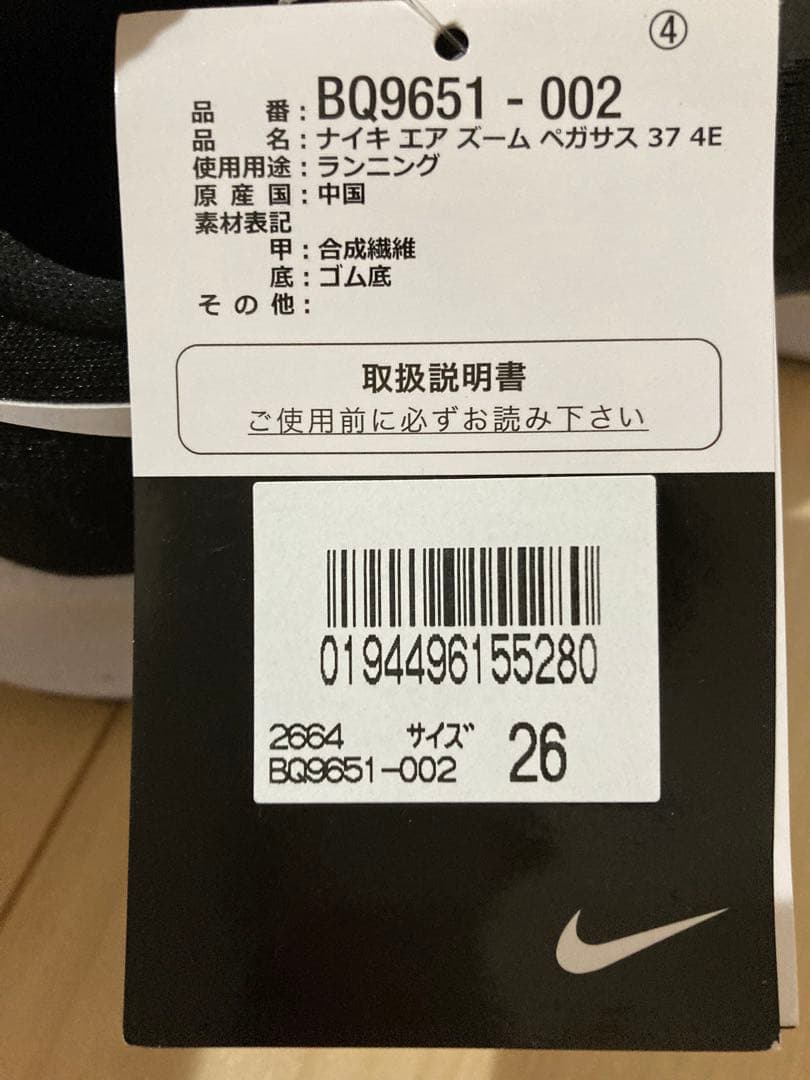 ④
品番：BQ9651 - 002
品名：ナイキ エア ズーム ペガサス 37 4E
使用用途：ランニング
原産国：中国
素材表記
甲：合成繊維
底：ゴム底
その他：
取扱説明書
ご使用前に必ずお読み下さい
0194496155280
2664 サイズ 26
BQ9651-002